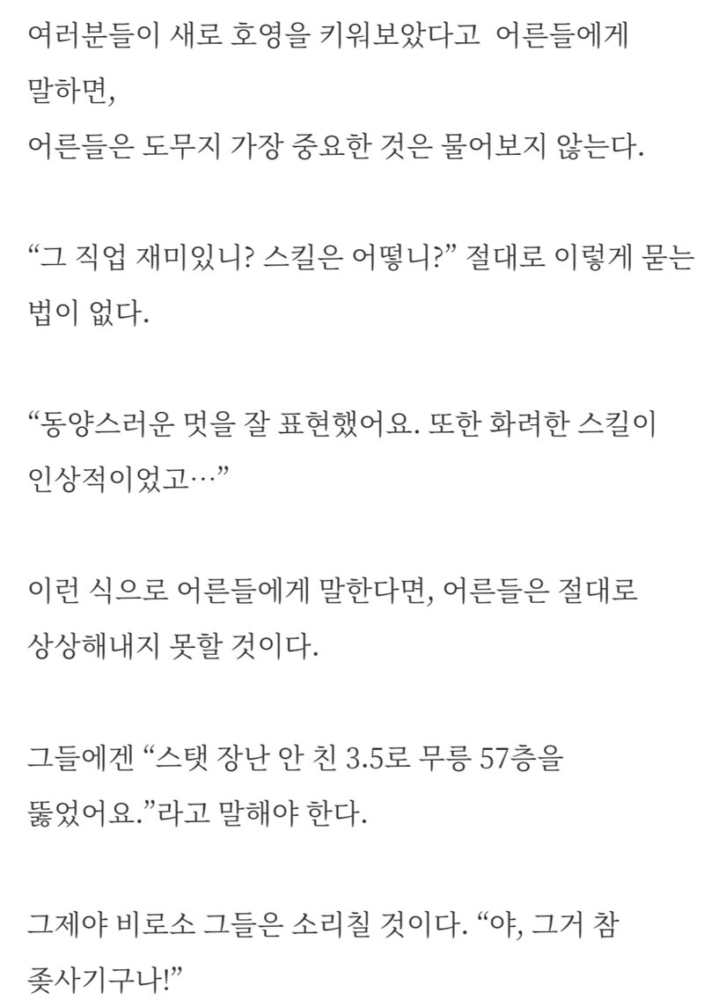 여러분들이 새로 호영을 키워보았다고  어른들에게
말하면,
어른들은 도무지 가장 중요한 것은 물어보지 않는다.
“그 직업 재미있니? 스킬은 어떻니?” 절대로 이렇게 묻는
법이 없다.
“동양스러운 멋을 잘 표현했어요. 또한 화려한 스킬이
인상적이었고…”
이런 식으로 어른들에게 말한다면, 어른들은 절대로
상상해내지 못할 것이다.
그들에겐 “스탯 장난 안 친 3.5로 무릉 57층을
뚫었어요.”라고 말해야 한다.
그제야 비로소 그들은 소리칠 것이다. “야, 그거 참
좆사기구나!”